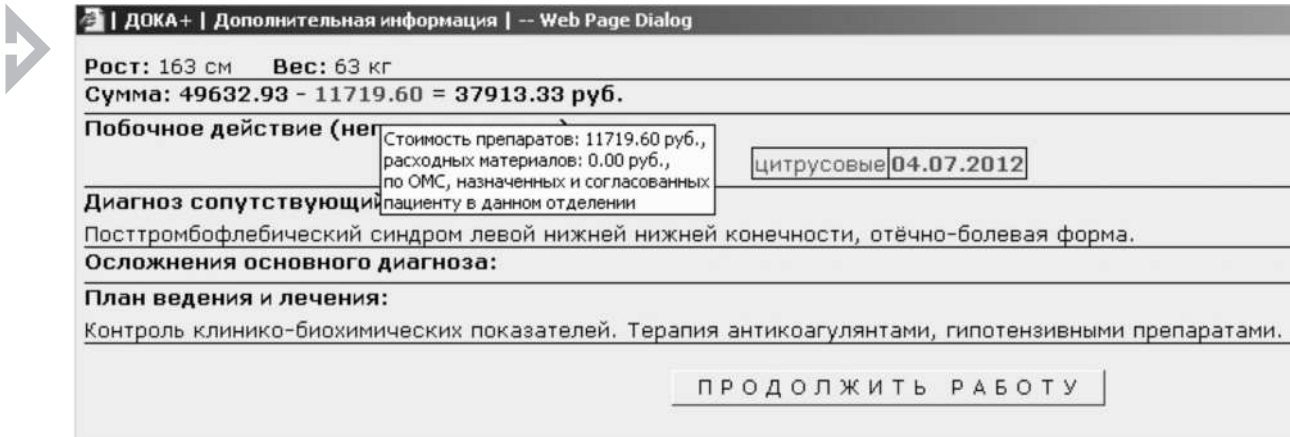 | ДОКА+ | Дополнительная информация | -- Web Page Dialog
Рост: 163 см Вес: 63 кг
Сумма: 49632.93 - 11719.60 = 37913.33 руб.
Побочное действие
Стоимость препаратов: 11719.60 руб.,
расходных материалов: 0.00 руб.,
по ОМС, назначенных и согласованных
пациенту в данном отделении
цитрусовые 04.07.2012
Диагноз сопутствующий
Посттромбофлебический синдром левой нижней нижней конечности, отёчно-болевая форма.
Осложнения основного диагноза:
План ведения и лечения:
Контроль клинико-биохимических показателей. Терапия антикоагулянтами, гипотензивными препаратами.
ПРОДОЛЖИТЬ РАБОТУ